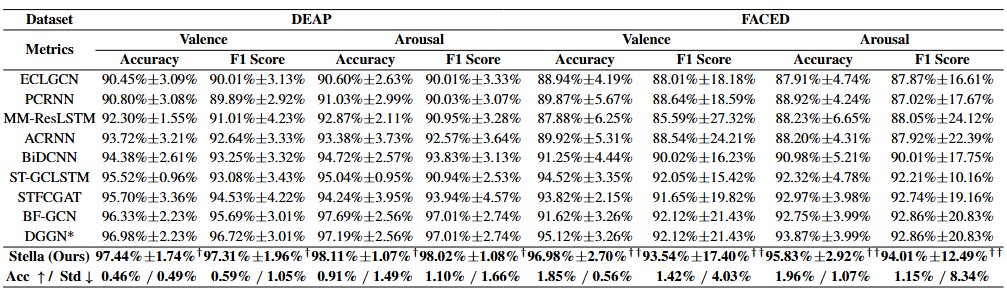 Dataset DEAP FACED
Metrics Valence Arousal Valence Arousal
Accuracy F1 Score Accuracy F1 Score Accuracy F1 Score Accuracy F1 Score
ECLGCN 90.45%±3.09% 90.01%±3.13% 90.60%±2.63% 90.01%±3.33% 88.94%±4.19% 88.01%±18.18% 87.91%±4.74% 87.87%±16.61%
PCRNN 90.80%±3.08% 89.89%±2.92% 91.03%±2.99% 90.03%±3.07% 89.87%±5.67% 88.64%±18.59% 88.92%±4.24% 87.02%±17.67%
MM-ResLSTM 92.30%±1.55% 91.01%±4.23% 92.87%±2.11% 90.95%±3.28% 87.88%±6.25% 85.59%±27.32% 88.23%±6.65% 88.05%±24.12%
ACRNN 93.72%±3.21% 92.64%±3.33% 93.38%±3.73% 92.57%±3.64% 89.92%±5.31% 88.54%±24.21% 88.20%±4.31% 87.92%±22.39%
BiDCNN 94.38%±2.61% 93.25%±3.32% 94.72%±2.57% 93.83%±3.13% 91.25%±4.44% 90.02%±16.23% 90.98%±5.21% 90.01%±17.75%
ST-GCLSTM 95.52%±0.96% 93.08%±3.43% 95.04%±0.95% 90.94%±2.53% 94.52%±3.35% 92.05%±15.42% 92.32%±4.78% 92.21%±10.16%
STFCGAT 95.70%±3.36% 94.53%±4.22% 94.24%±3.95% 93.94%±4.57% 93.82%±2.15% 91.65%±19.82% 92.97%±3.98% 92.74%±19.16%
BF-GCN 96.33%±2.23% 95.69%±3.01% 97.69%±2.56% 97.01%±2.74% 91.62%±3.26% 92.12%±21.43% 92.75%±3.99% 92.86%±20.83%
DGGN* 96.98%±2.23% 96.72%±3.01% 97.19%±2.56% 97.01%±2.74% 95.12%±3.26% 92.12%±21.43% 93.87%±3.99% 92.86%±20.83%
Stella (Ours) 97.44%±1.74%† 97.31%±1.96%† 98.11%±1.07%† 98.02%±1.08%† 96.98%±2.70%†† 93.54%±17.40%†† 95.83%±2.92%†† 94.01%±12.49%††
Acc ↑/ Std ↓ 0.46% / 0.49% 0.59% / 1.05% 0.91% / 1.49% 1.10% / 1.66% 1.85% / 0.56% 1.42% / 4.03% 1.96% / 1.07% 1.15% / 8.34%